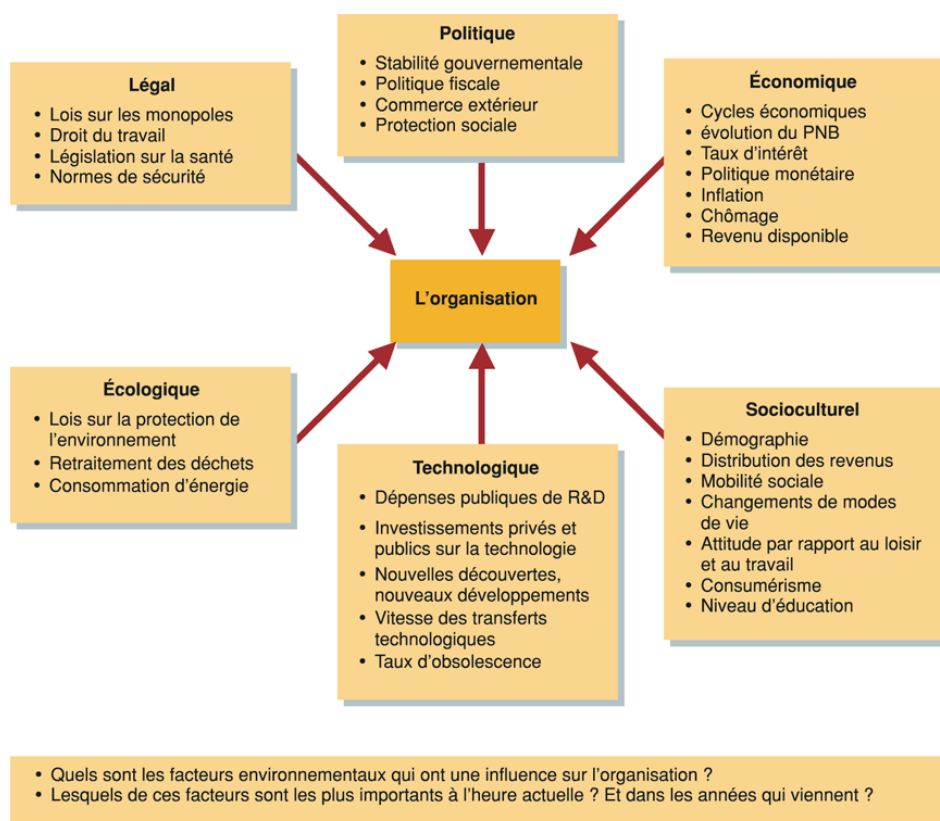 Politique
• Stabilité gouvernementale
• Politique fiscale
• Commerce extérieur
• Protection sociale
Légal
• Lois sur les monopoles
• Droit du travail
• Législation sur la santé
• Normes de sécurité
Économique
• Cycles économiques
• évolution du PNB
• Taux d'intérêt
• Politique monétaire
• Inflation
• Chômage
• Revenu disponible
L'organisation
Écologique
• Lois sur la protection de
l'environnement
• Retraitement des déchets
• Consommation d'énergie
Technologique
• Dépenses publiques de R&D
• Investissements privés et
publics sur la technologie
• Nouvelles découvertes,
nouveaux développements
• Vitesse des transferts
technologiques
• Taux d'obsolescence
Socioculturel
• Démographie
• Distribution des revenus
• Mobilité sociale
• Changements de modes
de vie
• Attitude par rapport au loisir
et au travail
• Consumérisme
• Niveau d'éducation
• Quels sont les facteurs environnementaux qui ont une influence sur l'organisation ?
• Lesquels de ces facteurs sont les plus importants à l'heure actuelle ? Et dans les années qui viennent ?